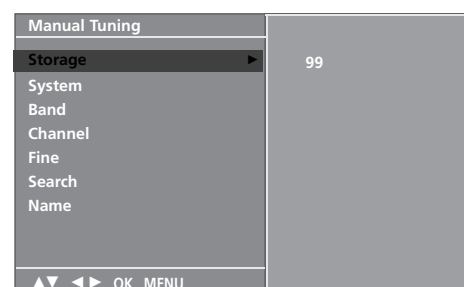 Manual Tuning
Storage ► 99
System
Band
Channel
Fine
Search
Name
▲▼ ◄► OK MENU